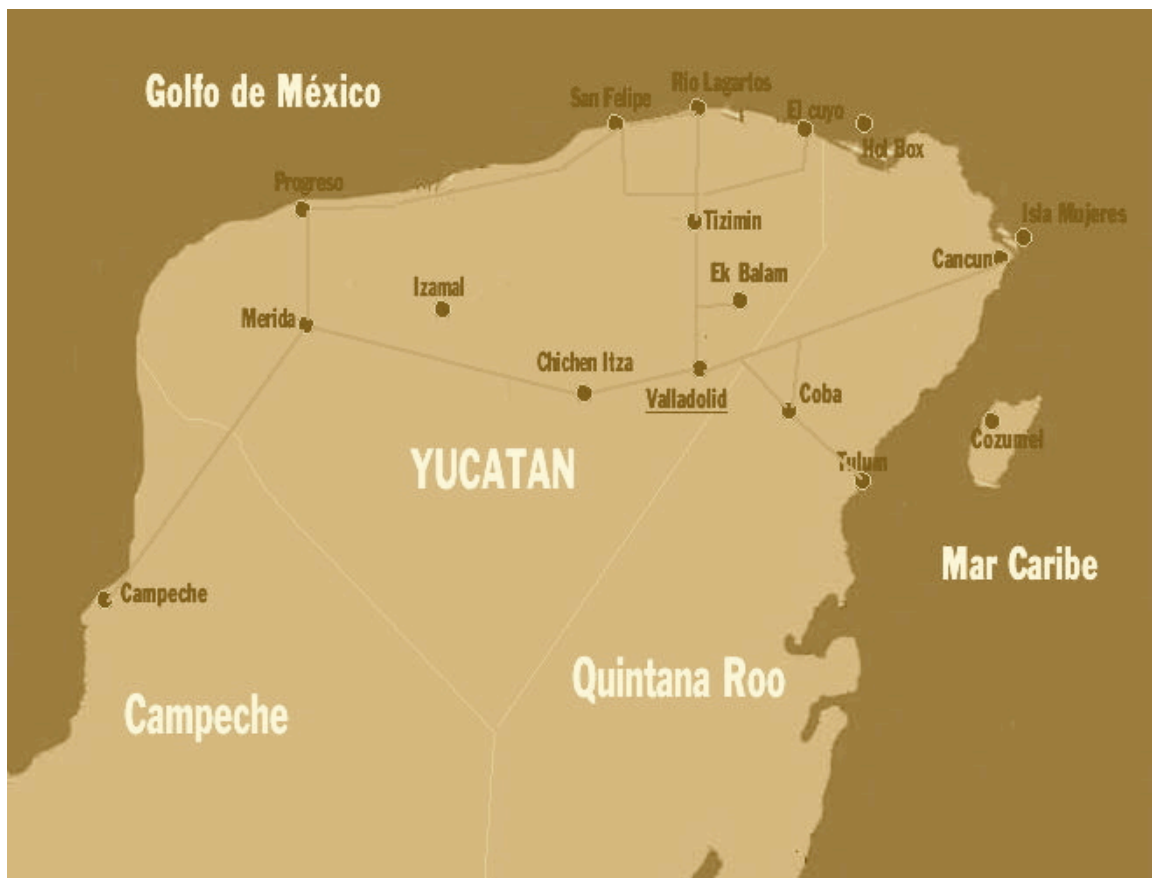 Golfo de México
Rio Lagartos
San Felipe
El cuyo
Hol Box
Progreso
Isla Mujeres
Tizimin
Cancun
Ek Balam
Izamal
Merida
Chichen Itza
Valladolid
Coba
Cozumel
YUCATAN
Tulum
Mar Caribe
Campeche
Quintana Roo
Campeche